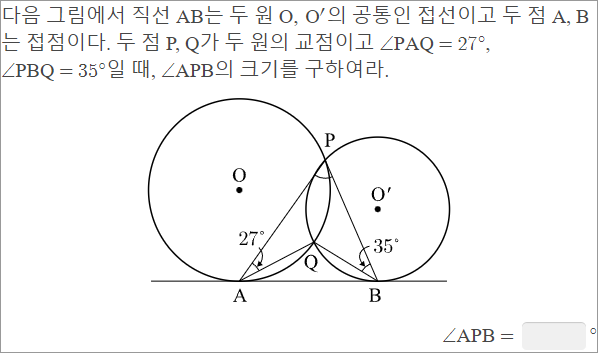 다음 그림에서 직선 AB는 두 원 O, O′의 공통인 접선이고 두 점 A, B
는 접점이다. 두 점 P, Q가 두 원의 교점이고 ∠PAQ = 27°,
∠PBQ = 35°일 때, ∠APB의 크기를 구하여라.
P
O
O′
27°
35°
Q
A
B
∠APB = °